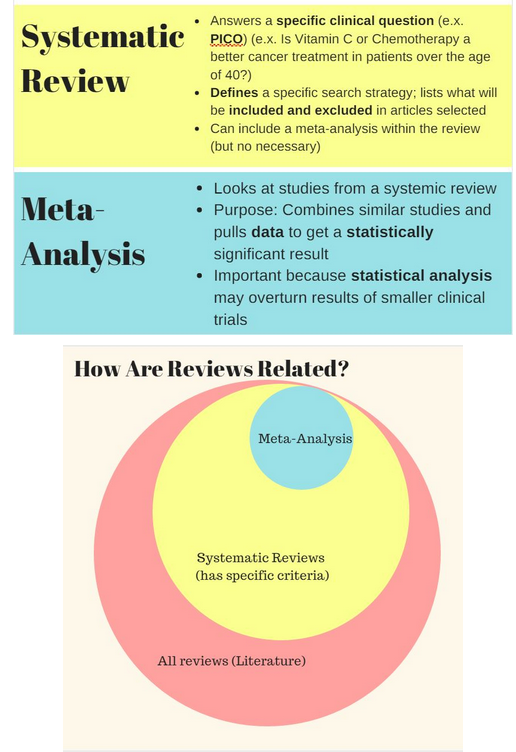 Systematic
Review
• Answers a specific clinical question (e.x.
PICO) (e.x. Is Vitamin C or Chemotherapy a
better cancer treatment in patients over the age
of 40?)
• Defines a specific search strategy; lists what will
be included and excluded in articles selected
• Can include a meta-analysis within the review
(but no necessary)
Meta-
Analysis
• Looks at studies from a systemic review
• Purpose: Combines similar studies and
pulls data to get a statistically
significant result
• Important because statistical analysis
may overturn results of smaller clinical
trials
How Are Reviews Related?
Meta-Analysis
Systematic Reviews
(has specific criteria)
All reviews (Literature)